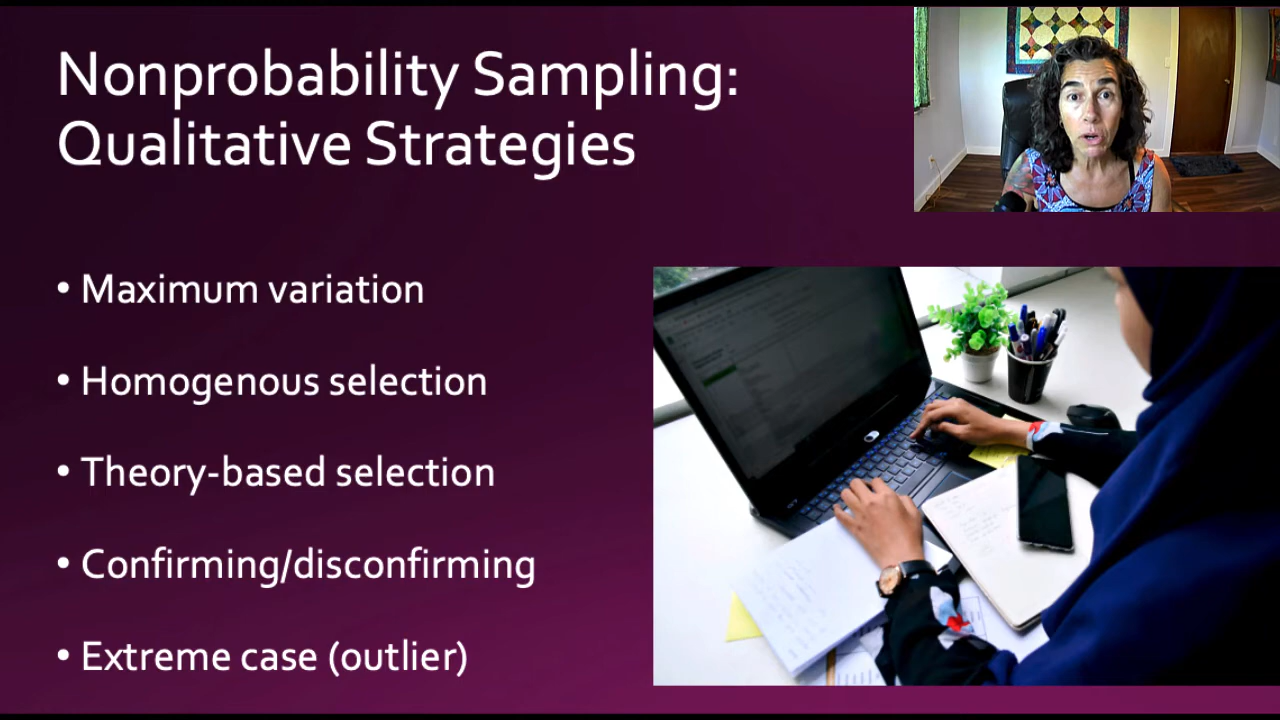 Nonprobability Sampling:
Qualitative Strategies
• Maximum variation
• Homogenous selection
• Theory-based selection
• Confirming/disconfirming
• Extreme case (outlier)